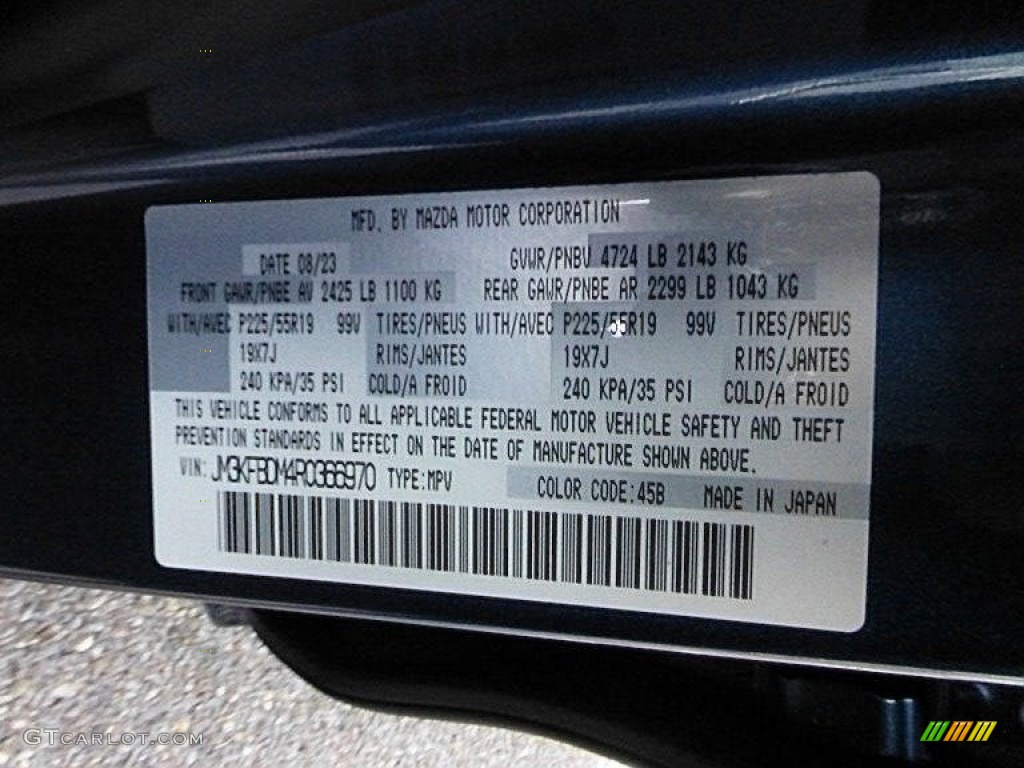 MFD. BY MAZDA MOTOR CORPORATION
DATE 08/23 GVWR/PNBV 4724 LB 2143 KG
FRONT GAWR/PNBE AV 2425 LB 1100 KG REAR GAWR/PNBE AR 2299 LB 1043 KG
WITH/AVEC P225/55R19 99V TIRES/PNEUS WITH/AVEC P225/55R19 99V TIRES/PNEUS
19X7J RIMS/JANTES 19X7J RIMS/JANTES
240 KPA/35 PSI COLD/A FROID 240 KPA/35 PSI COLD/A FROID
THIS VEHICLE CONFORMS TO ALL APPLICABLE FEDERAL MOTOR VEHICLE SAFETY AND THEFT
PREVENTION STANDARDS IN EFFECT ON THE DATE OF MANUFACTURE SHOWN ABOVE.
VIN: JM3KFBDM4R0366970 TYPE:MPV COLOR CODE:45B MADE IN JAPAN
GTCARLOT.COM